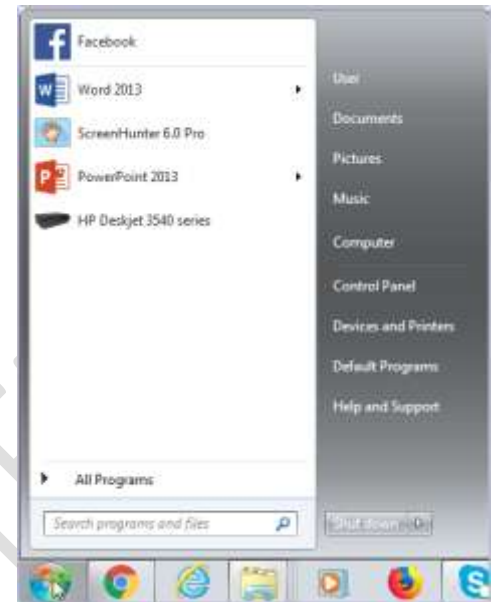 Facebook
Word 2013
ScreenHunter 6.0 Pro
PowerPoint 2013
HP Deskjet 3540 series
All Programs
Search programs and files
User
Documents
Pictures
Music
Computer
Control Panel
Devices and Printers
Default Programs
Help and Support
Shut down